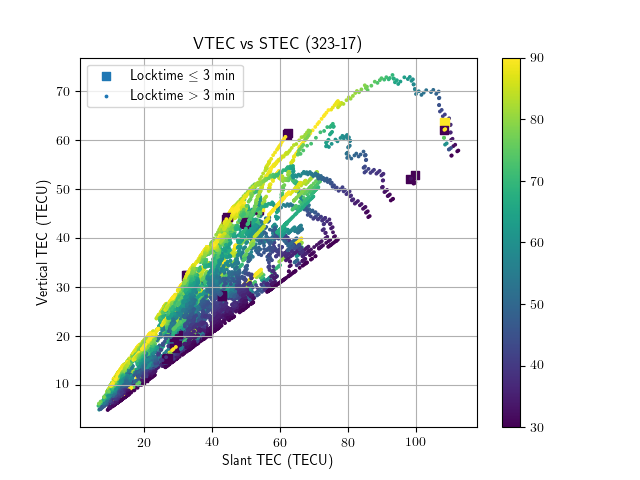 VTEC vs STEC (323-17)
Locktime ≤ 3 min
Locktime > 3 min
Vertical TEC (TECU)
70
60
50
40
30
20
10
20 40 60 80 100
Slant TEC (TECU)
90
80
70
60
50
40
30